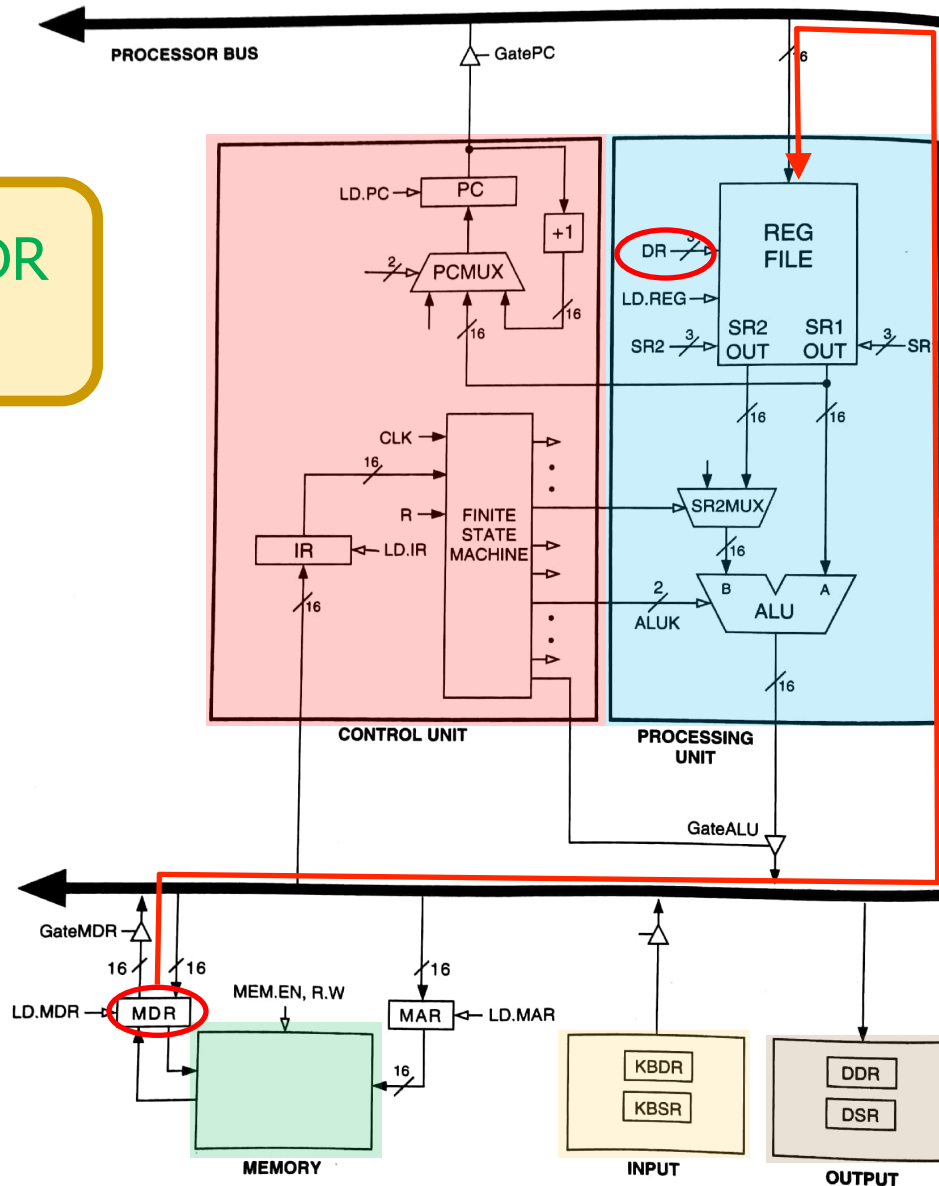 PROCESSOR BUS
GatePC
16
DR
LD.PC
PC
+1
2
PCMUX
16
16
REG
FILE
DR
3
LD.REG
SR2
3
SR2
OUT
SR1
OUT
3
SR
16
16
CLK
16
R
FINITE
STATE
MACHINE
IR
LD.IR
16
SR2MUX
16
B
A
ALU
2
ALUK
16
CONTROL UNIT
PROCESSING
UNIT
GateALU
GateMDR
16
16
16
LD.MDR
MDR
MEM.EN, R.W
MAR
LD.MAR
16
KBDR
KBSR
DDR
DSR
MEMORY
INPUT
OUTPUT